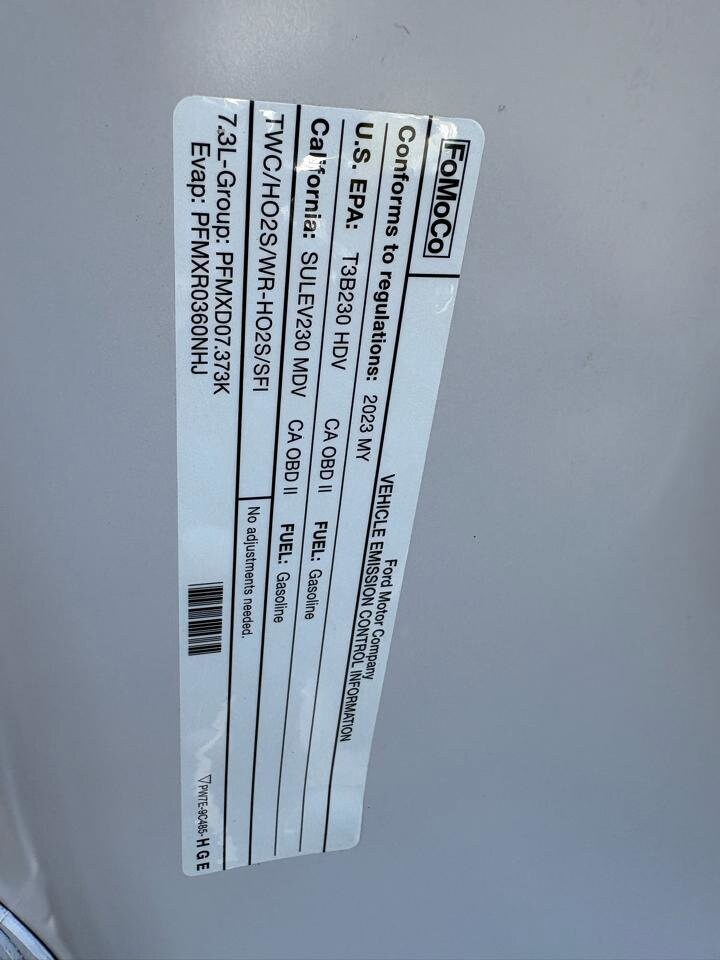 FoMoCo
Ford Motor Company
VEHICLE EMISSION CONTROL INFORMATION
Conforms to regulations: 2023 MY
U.S. EPA: T3B230 HDV CA OBD II FUEL: Gasoline
California: SULEV230 MDV CA OBD II FUEL: Gasoline
TWC/HO2S/WR-HO2S/SFI
No adjustments needed.
7.3L-Group: PFMXD07.373K
Evap: PFMXR0360NHJ
▽PW7E-9C485-HGE